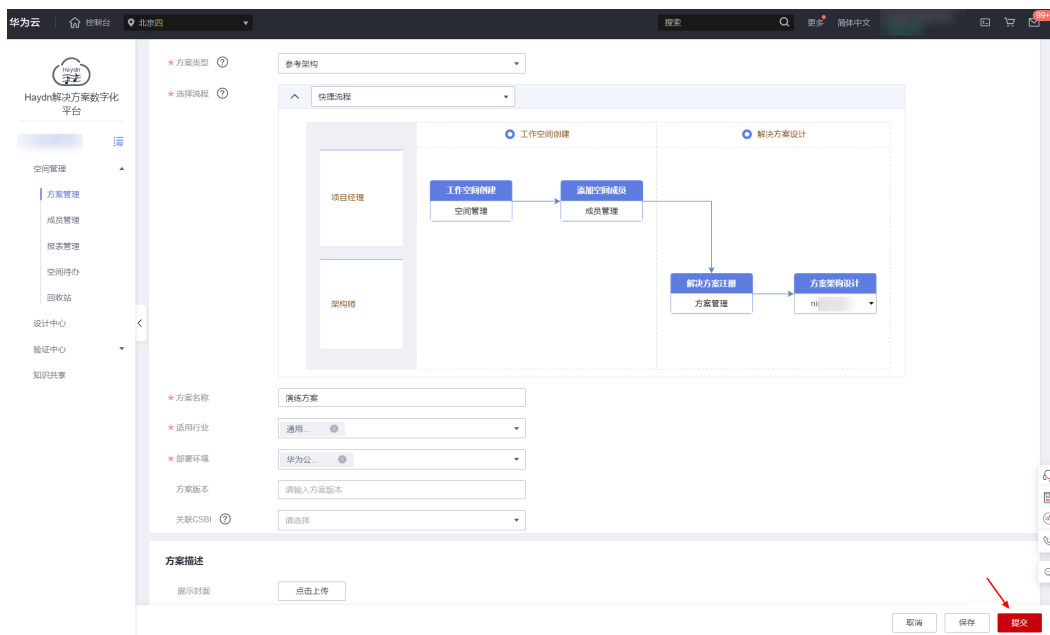 华为云 控制台 北京四 搜索 更多 简体中文 99+
Haydn
Haydn解决方案数字化
平台
空间管理
方案管理
成员管理
报表管理
空间待办
回收站
设计中心
验证中心
知识共享
* 方案类型 ? 参考架构
* 选择流程 ? 快捷流程
工作空间创建 解决方案设计
项目经理
工作空间创建 添加空间成员
空间管理 成员管理
架构师
解决方案注册 方案架构设计
方案管理
* 方案名称 演练方案
* 适用行业 通用...
* 部署环境 华为公...
方案版本 请输入方案版本
关联CSBI ? 请选择
方案描述
展示封面 点击上传
取消 保存 提交